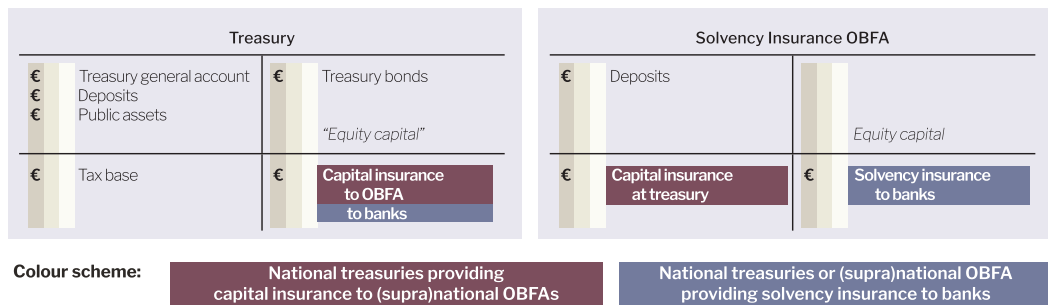 Treasury
€ Treasury general account
€ Deposits
€ Public assets
€ Treasury bonds
“Equity capital”
€ Tax base
€ Capital insurance
to OBFA
to banks
Solvency Insurance OBFA
€ Deposits
Equity capital
€ Capital insurance
at treasury
€ Solvency insurance
to banks
Colour scheme:
National treasuries providing
capital insurance to (supra)national OBFAs
National treasuries or (supra)national OBFA
providing solvency insurance to banks